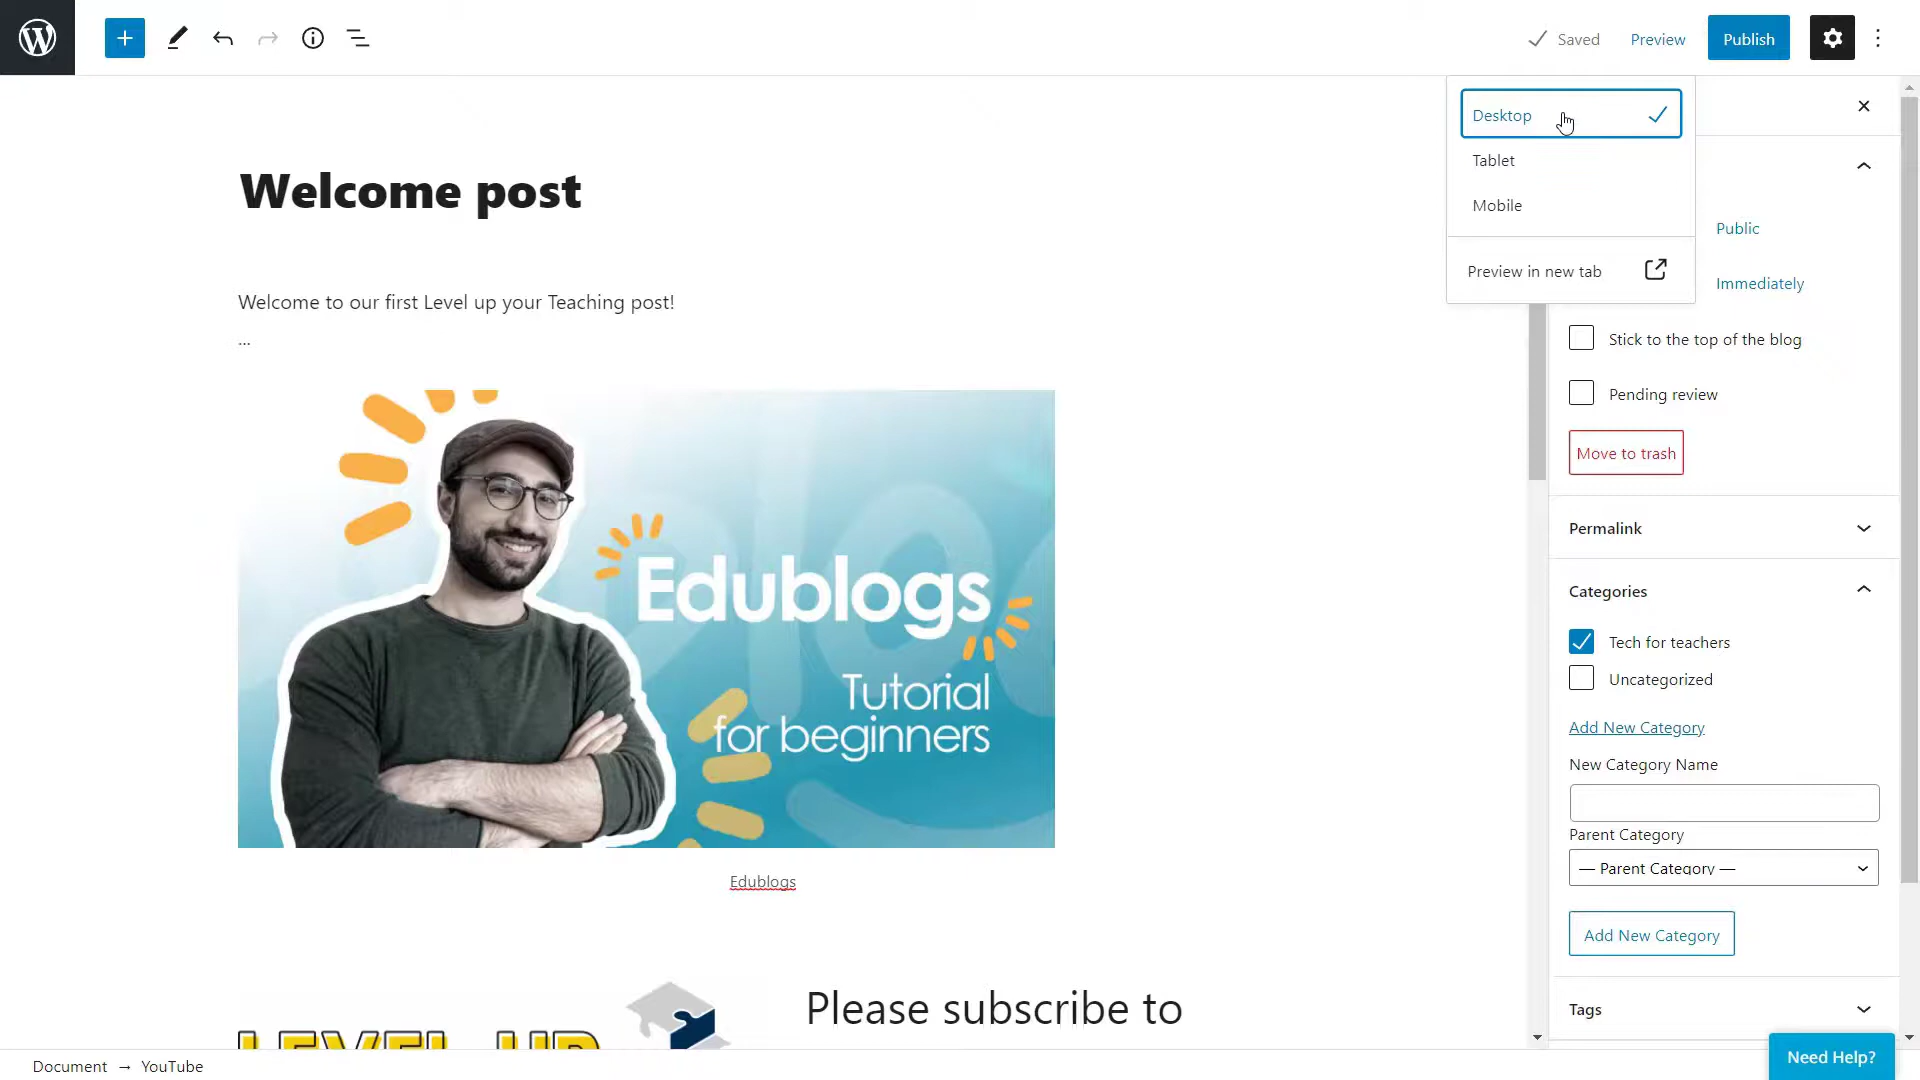 Saved
Preview
Publish
Desktop
Tablet
Mobile
Preview in new tab
Public
Immediately
Stick to the top of the blog
Pending review
Move to trash
Permalink
Categories
Tech for teachers
Uncategorized
Add New Category
New Category Name
Parent Category
— Parent Category —
Add New Category
Tags
Need Help?
Welcome post
Welcome to our first Level up your Teaching post!
...
Edublogs
Tutorial
for beginners
Edublogs
LEVEL UP
Please subscribe to
Document → YouTube